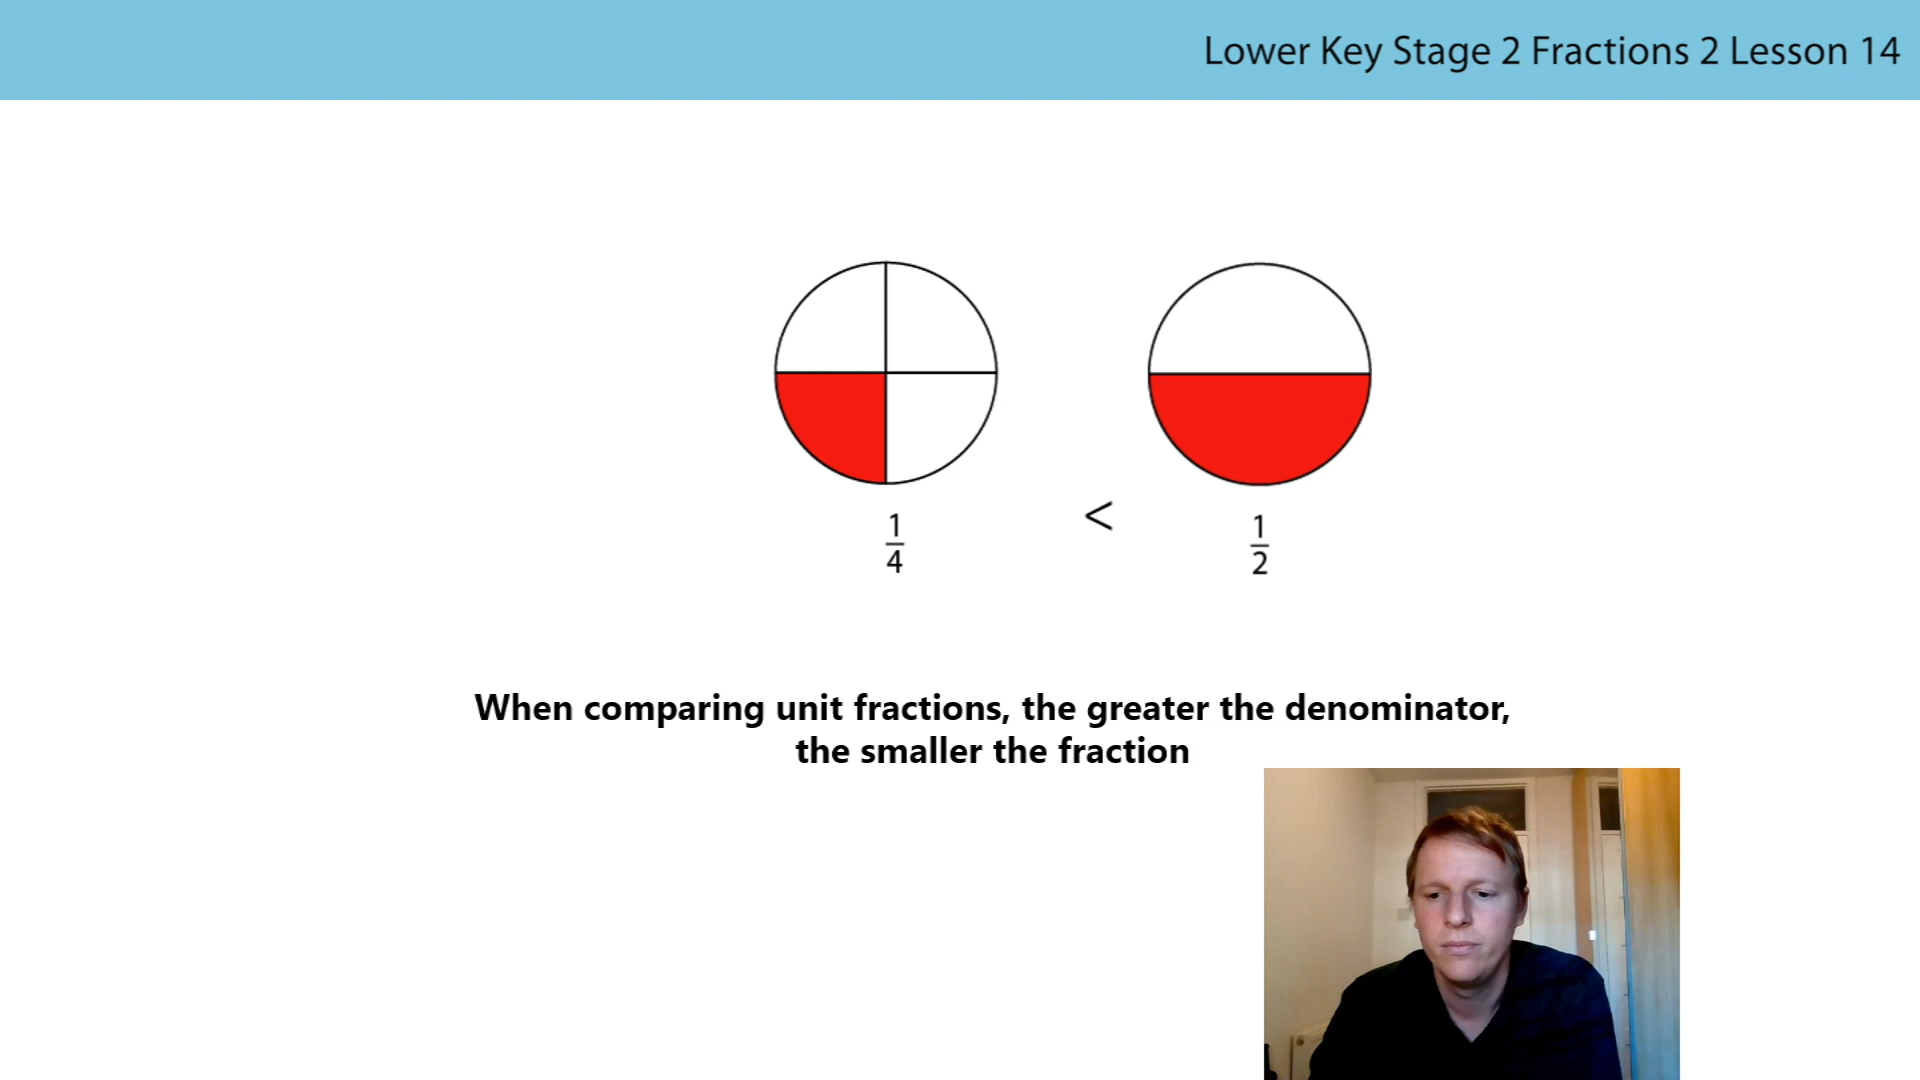 Lower Key Stage 2 Fractions 2 Lesson 14
1/4 < 1/2
When comparing unit fractions, the greater the denominator,
the smaller the fraction